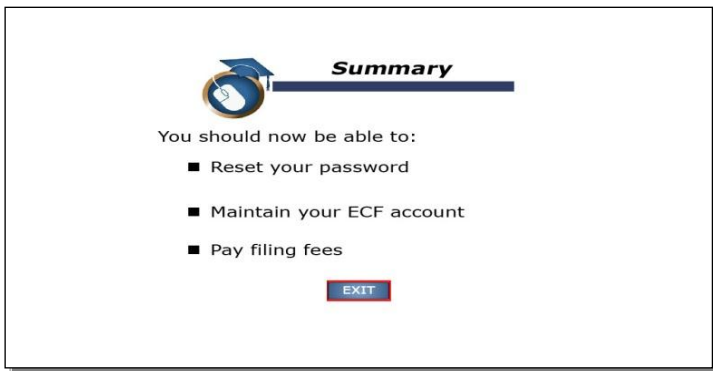 Summary
You should now be able to:
Reset your password
Maintain your ECF account
Pay filing fees
EXIT